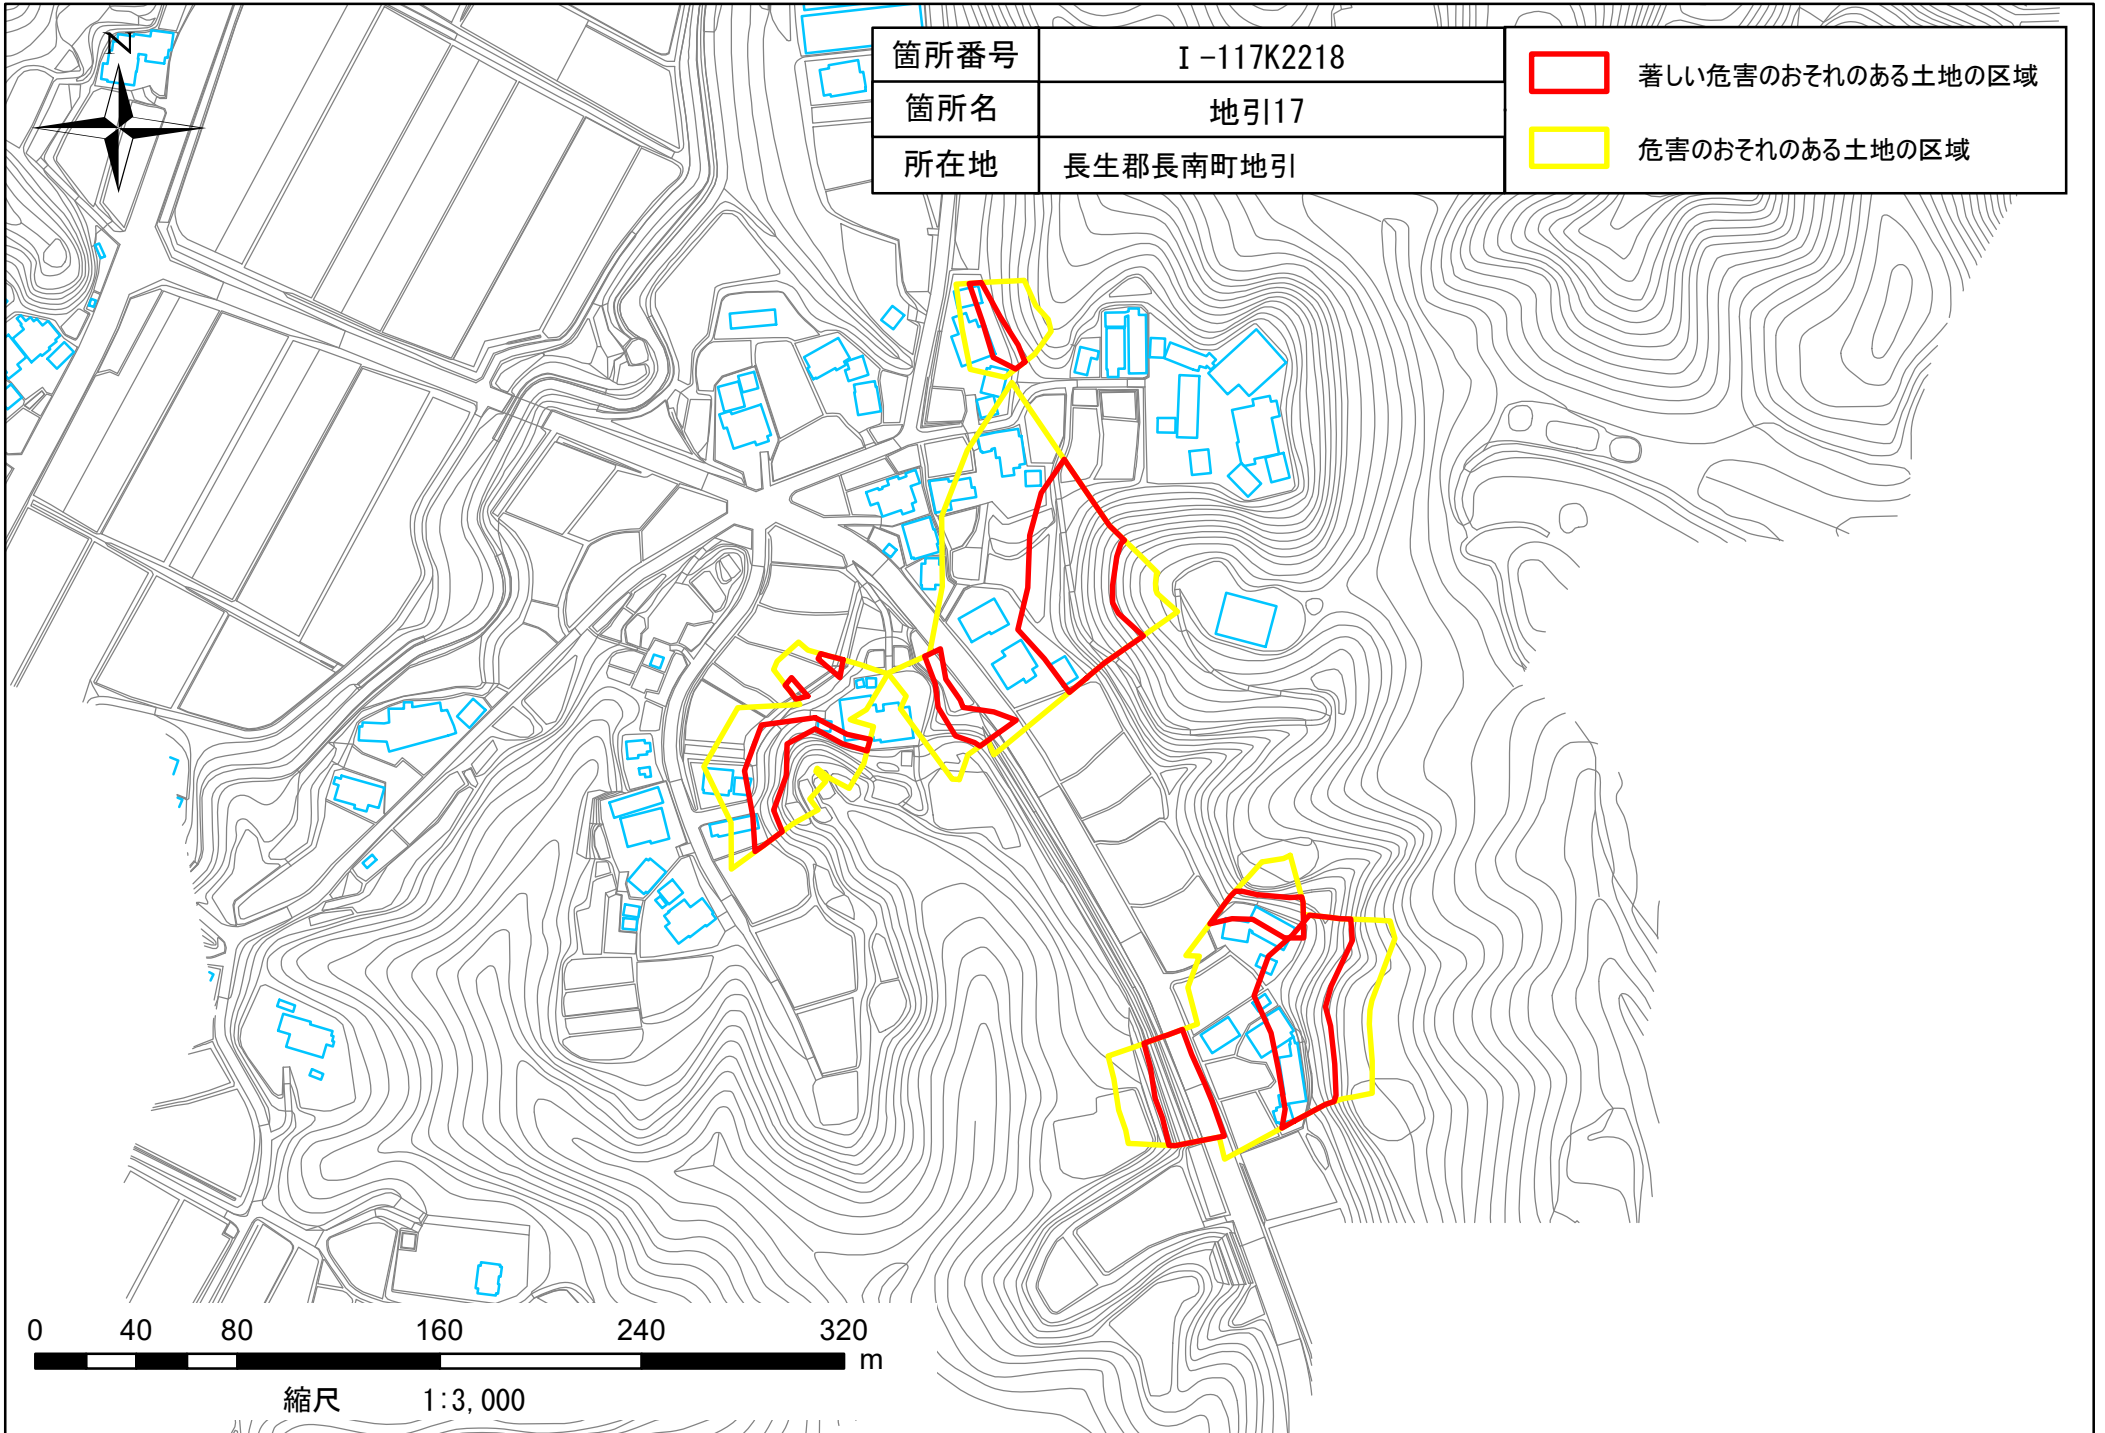 N
箇所番号 Ⅰ-117K2218
箇所名 地引17
所在地 長生郡長南町地引
著しい危害のおそれのある土地の区域
危害のおそれのある土地の区域
0 40 80 160 240 320
m
縮尺 1:3,000